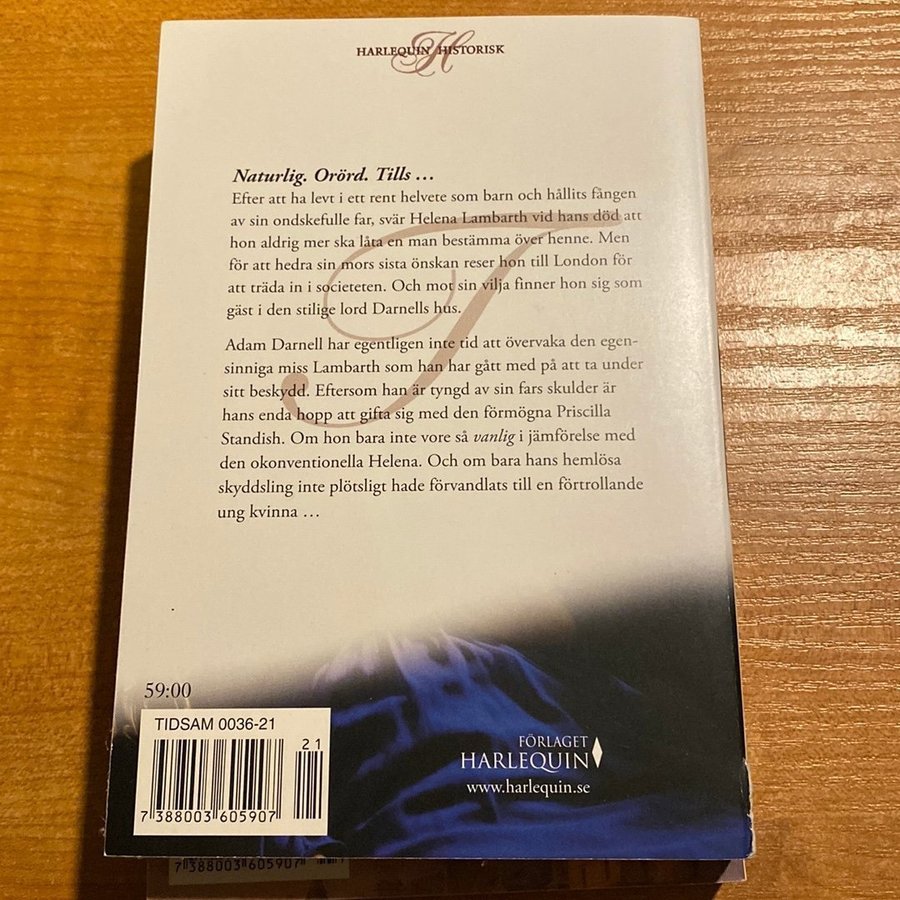 HARLEQUIN H HISTORISK
Naturlig. Orörd. Tills …
Efter att ha levt i ett rent helvete som barn och hållits fången
av sin ondskefulle far, svär Helena Lambarth vid hans död att
hon aldrig mer ska låta en man bestämma över henne. Men
för att hedra sin mors sista önskan reser hon till London för
att träda in i societeten. Och mot sin vilja finner hon sig som
gäst i den stilige lord Darnells hus.
Adam Darnell har egentligen inte tid att övervaka den egen-
sinniga miss Lambarth som han har gått med på att ta under
sitt beskydd. Eftersom han är tyngd av sin fars skulder är
hans enda hopp att gifta sig med den förmögna Priscilla
Standish. Om hon bara inte vore så vanlig i jämförelse med
den okonventionella Helena. Och om bara hans hemlösa
skyddsling inte plötsligt hade förvandlats till en förtrollande
ung kvinna …
59:00
TIDSAM 0036-21
21
7 388003 605907
FÖRLAGET
HARLEQUIN
www.harlequin.se
7 388003 605907